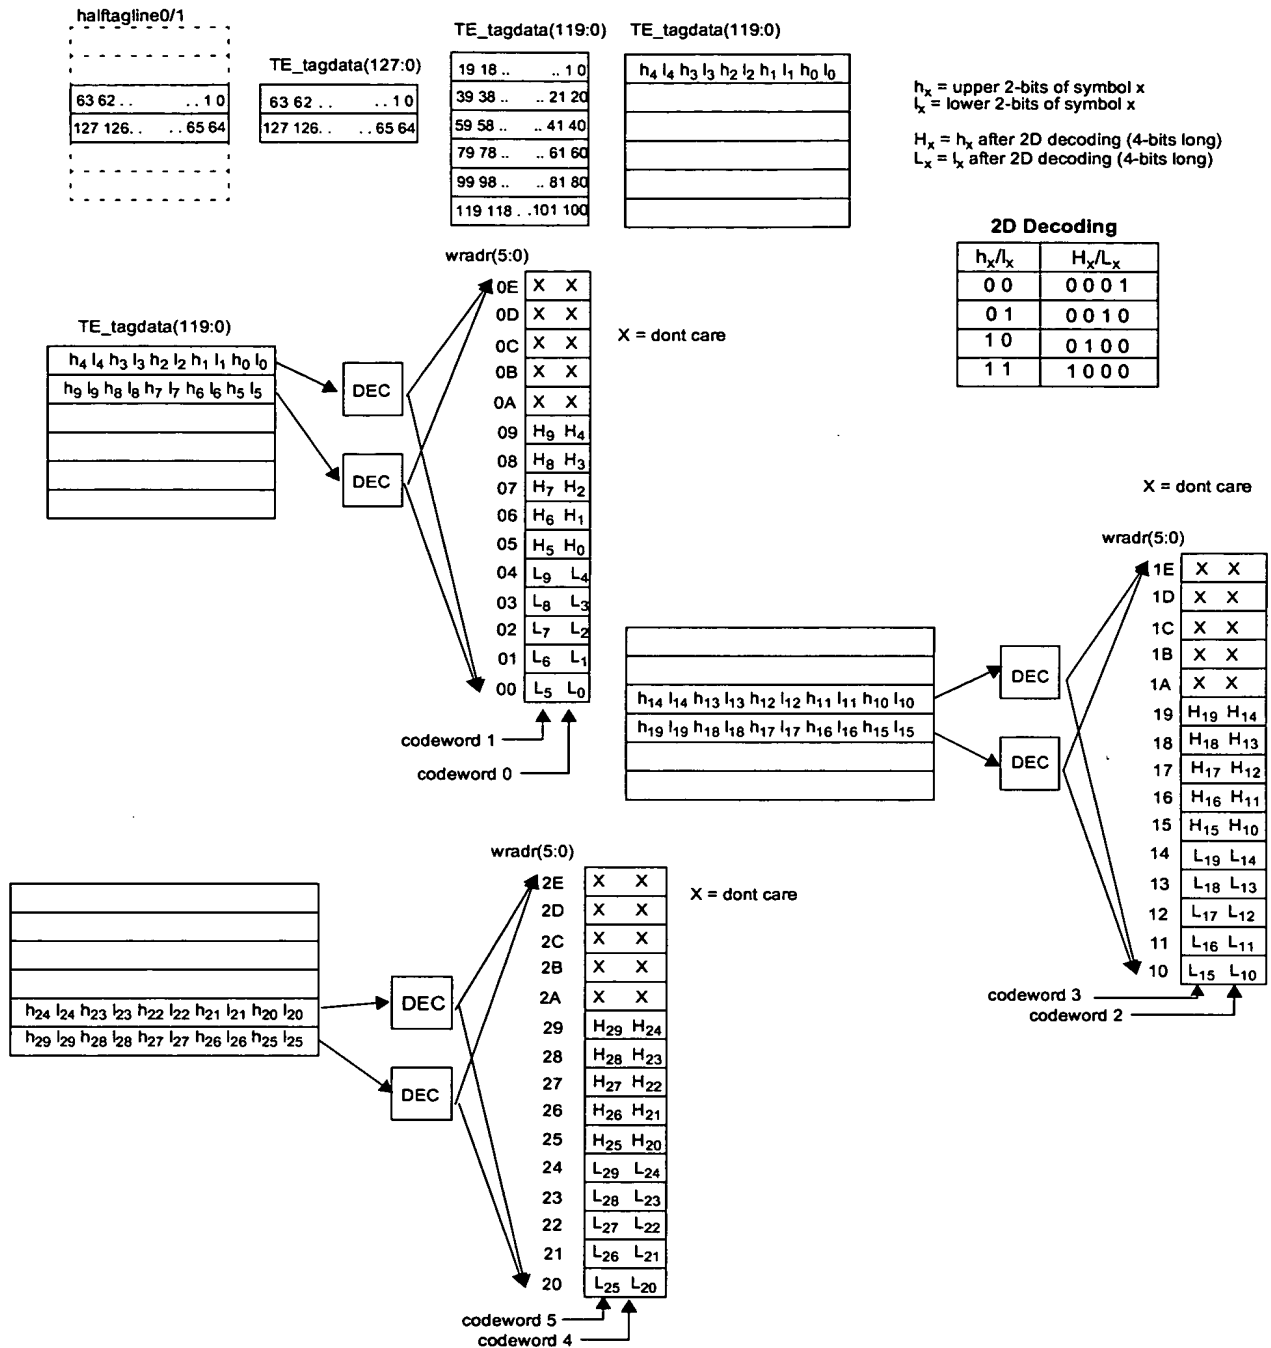 halftagline0/1
63 62 . . . . 1 0
127 126. . . . 65 64
TE_tagdata(127:0)
63 62 . . . . 1 0
127 126. . . . 65 64
TE_tagdata(119:0)
19 18 .. .. 1 0
39 38 .. .. 21 20
59 58 .. .. 41 40
79 78 .. .. 61 60
99 98 .. .. 81 80
119 118 . . 101 100
TE_tagdata(119:0)
h4 l4 h3 l3 h2 l2 h1 l1 h0 l0
hx = upper 2-bits of symbol x
lx = lower 2-bits of symbol x
Hx = hx after 2D decoding (4-bits long)
Lx = lx after 2D decoding (4-bits long)
2D Decoding
hx/lx Hx/Lx
0 0 0 0 0 1
0 1 0 0 1 0
1 0 0 1 0 0
1 1 1 0 0 0
TE_tagdata(119:0)
h4 l4 h3 l3 h2 l2 h1 l1 h0 l0
h9 l9 h8 l8 h7 l7 h6 l6 h5 l5
DEC
DEC
wradr(5:0)
0E X X
0D X X
0C X X
0B X X
0A X X
09 H9 H4
08 H8 H3
07 H7 H2
06 H6 H1
05 H5 H0
04 L9 L4
03 L8 L3
02 L7 L2
01 L6 L1
00 L5 L0
X = dont care
codeword 1
codeword 0
h14 l14 h13 l13 h12 l12 h11 l11 h10 l10
h19 l19 h18 l18 h17 l17 h16 l16 h15 l15
DEC
DEC
X = dont care
wradr(5:0)
1E X X
1D X X
1C X X
1B X X
1A X X
19 H19 H14
18 H18 H13
17 H17 H12
16 H16 H11
15 H15 H10
14 L19 L14
13 L18 L13
12 L17 L12
11 L16 L11
10 L15 L10
codeword 3
codeword 2
h24 l24 h23 l23 h22 l22 h21 l21 h20 l20
h29 l29 h28 l28 h27 l27 h26 l26 h25 l25
DEC
DEC
wradr(5:0)
2E X X
2D X X
2C X X
2B X X
2A X X
29 H29 H24
28 H28 H23
27 H27 H22
26 H26 H21
25 H25 H20
24 L29 L24
23 L28 L23
22 L27 L22
21 L26 L21
20 L25 L20
X = dont care
codeword 5
codeword 4